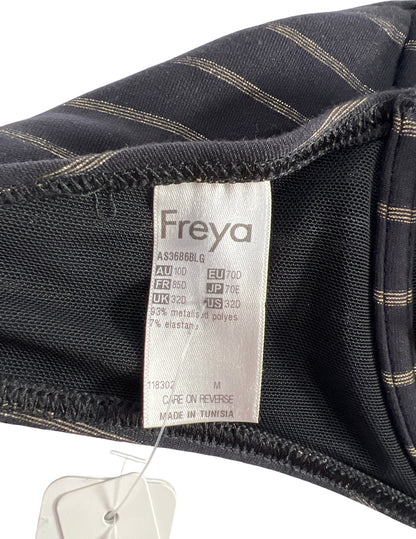 Freya
AS3686BLG
AU 10D EU 70D
FR 85D JP 70E
UK 32D US 32D
93% metalised polyes
7% elastane
118302 M
CARE ON REVERSE
MADE IN TUNISIA